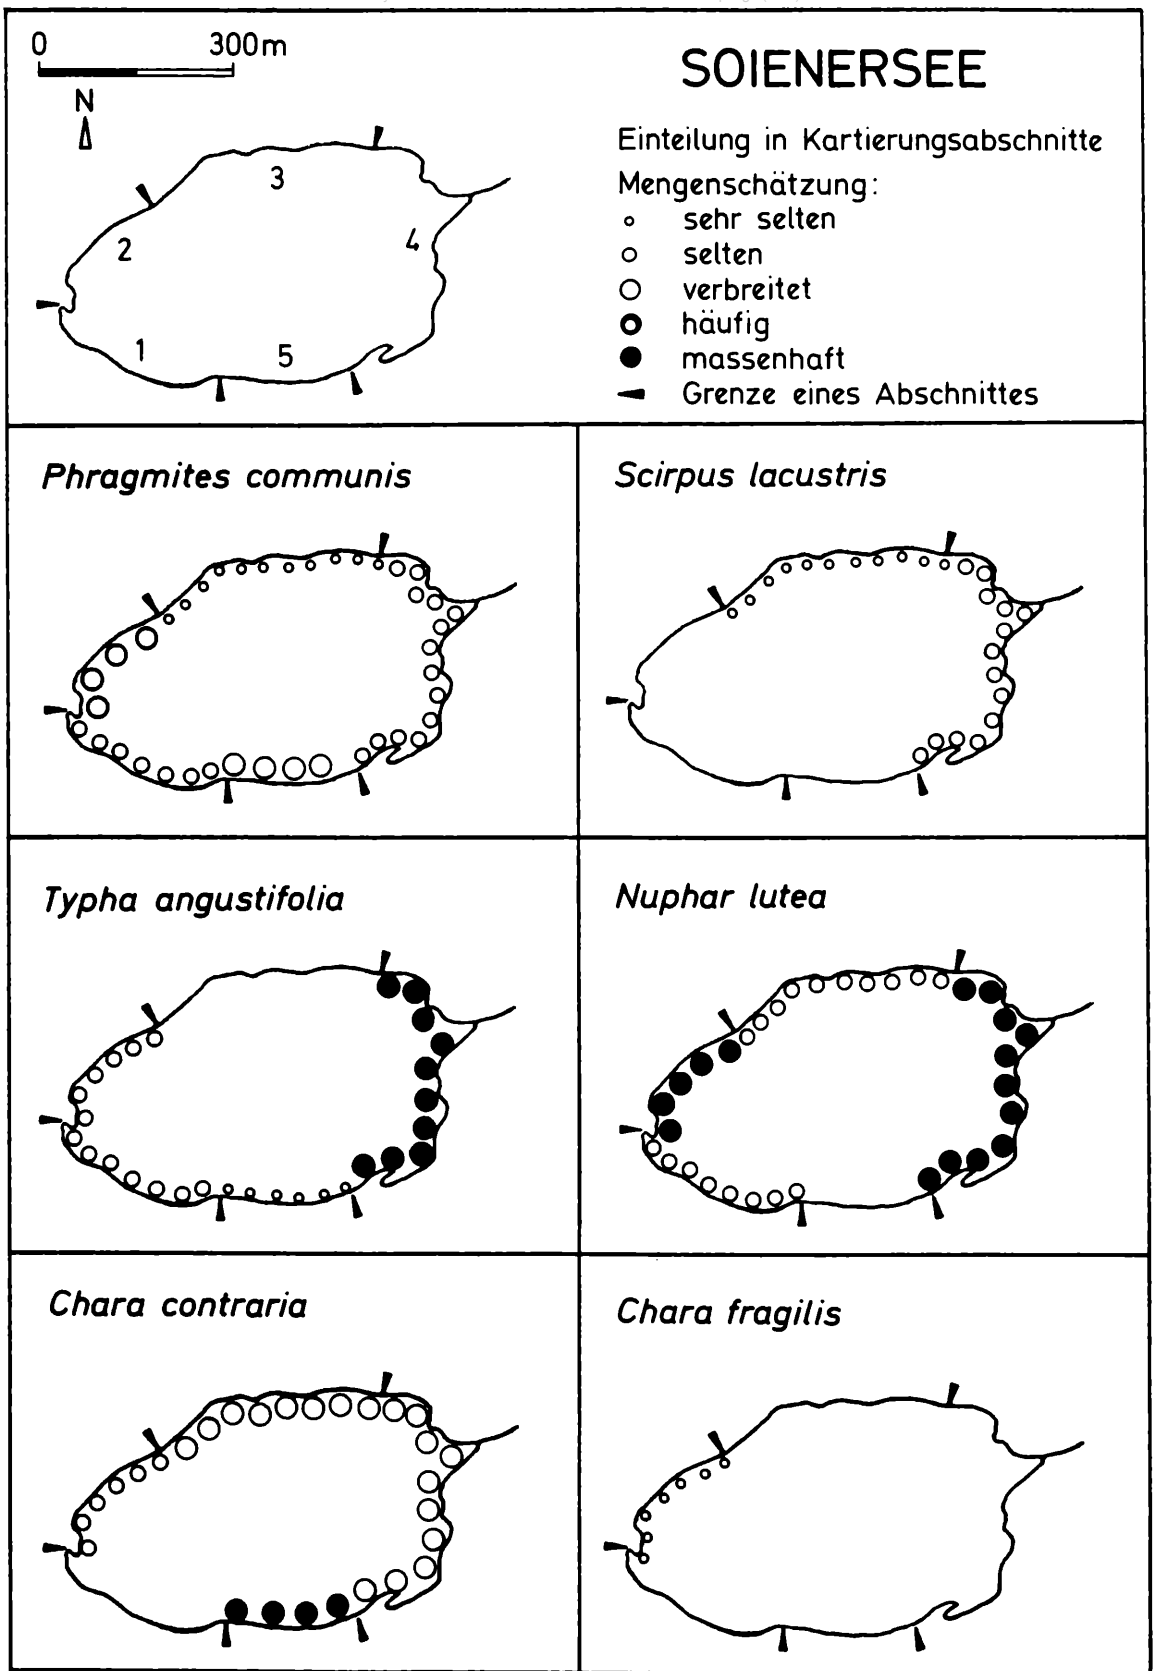 0 300m
N
SOIENERSEE
Einteilung in Kartierungsabschnitte
Mengenschätzung:
sehr selten
selten
verbreitet
häufig
massenhaft
Grenze eines Abschnittes
3
2
4
1
5
Phragmites communis
Scirpus lacustris
Typha angustifolia
Nuphar lutea
Chara contraria
Chara fragilis